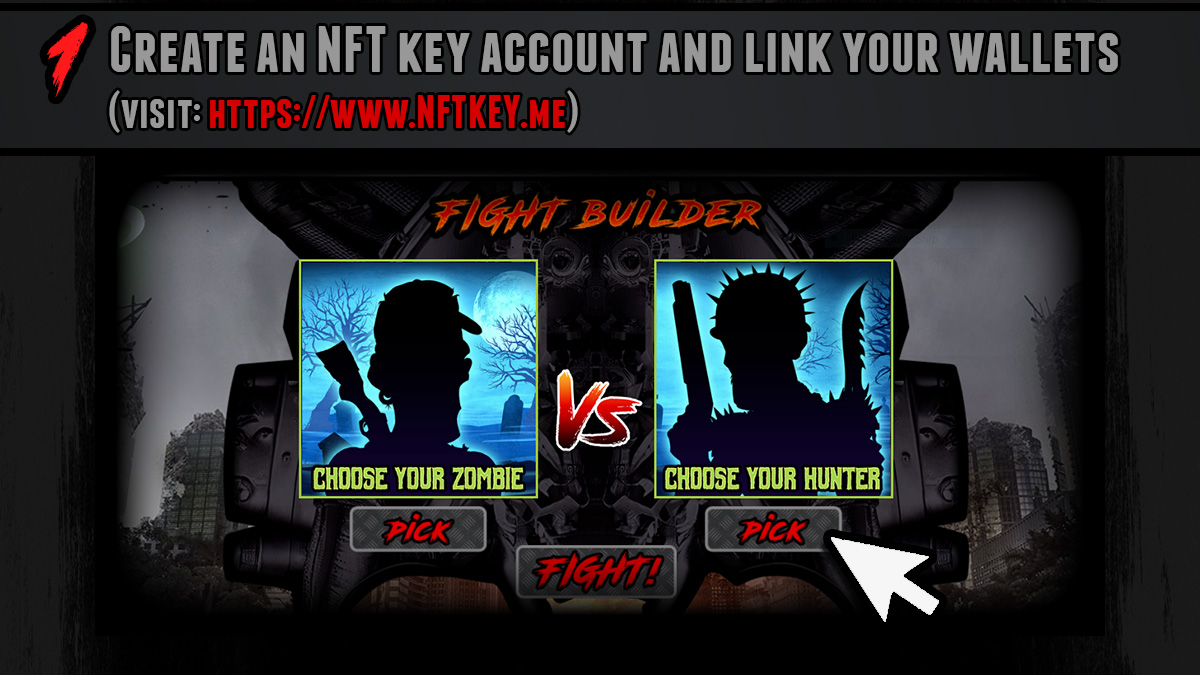 1 Create an NFT key account and link your wallets
(visit: https://www.NFTKEY.me)
Fight Builder
Vs
CHOOSE YOUR ZOMBIE
CHOOSE YOUR HUNTER
Pick
Pick
Fight!